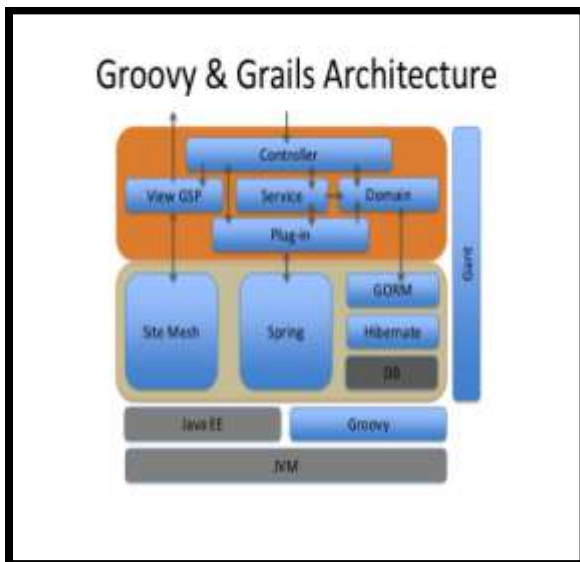 Groovy & Grails Architecture
Controller
View GSP
Service
Domain
Plug-in
Gant
Site Mesh
Spring
GORM
Hibernate
DB
Java EE
Groovy
JVM